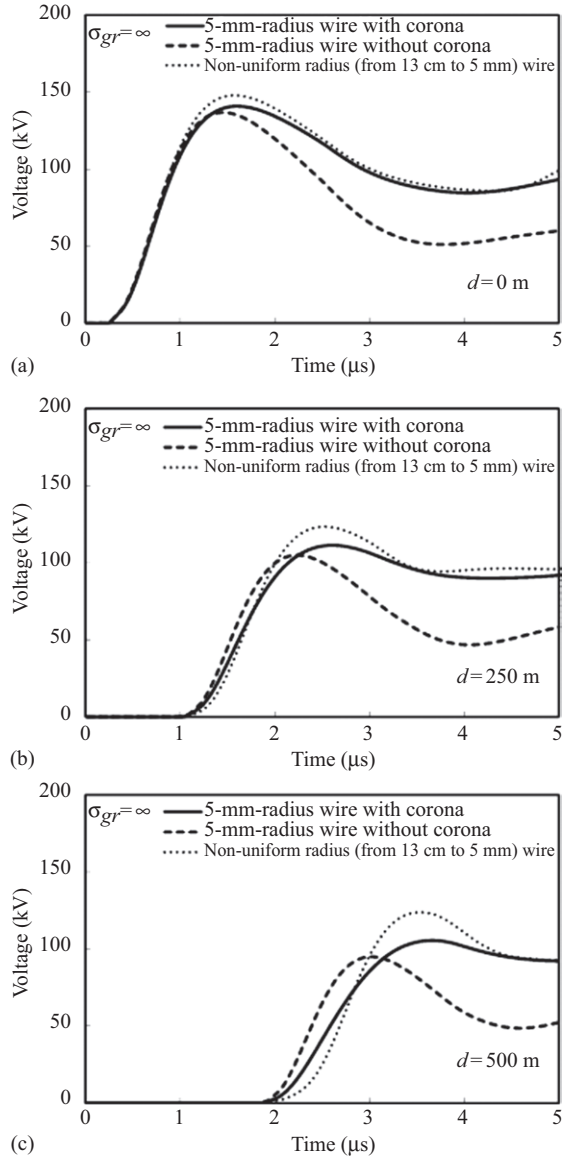 200
σgr=∞
5-mm-radius wire with corona
5-mm-radius wire without corona
Non-uniform radius (from 13 cm to 5 mm) wire
150
100
50
0
Voltage (kV)
d=0 m
0 1 2 3 4 5
(a)
Time (μs)
200
σgr=∞
5-mm-radius wire with corona
5-mm-radius wire without corona
Non-uniform radius (from 13 cm to 5 mm) wire
150
100
50
0
Voltage (kV)
d=250 m
0 1 2 3 4 5
(b)
Time (μs)
200
σgr=∞
5-mm-radius wire with corona
5-mm-radius wire without corona
Non-uniform radius (from 13 cm to 5 mm) wire
150
100
50
0
Voltage (kV)
d=500 m
0 1 2 3 4 5
(c)
Time (μs)